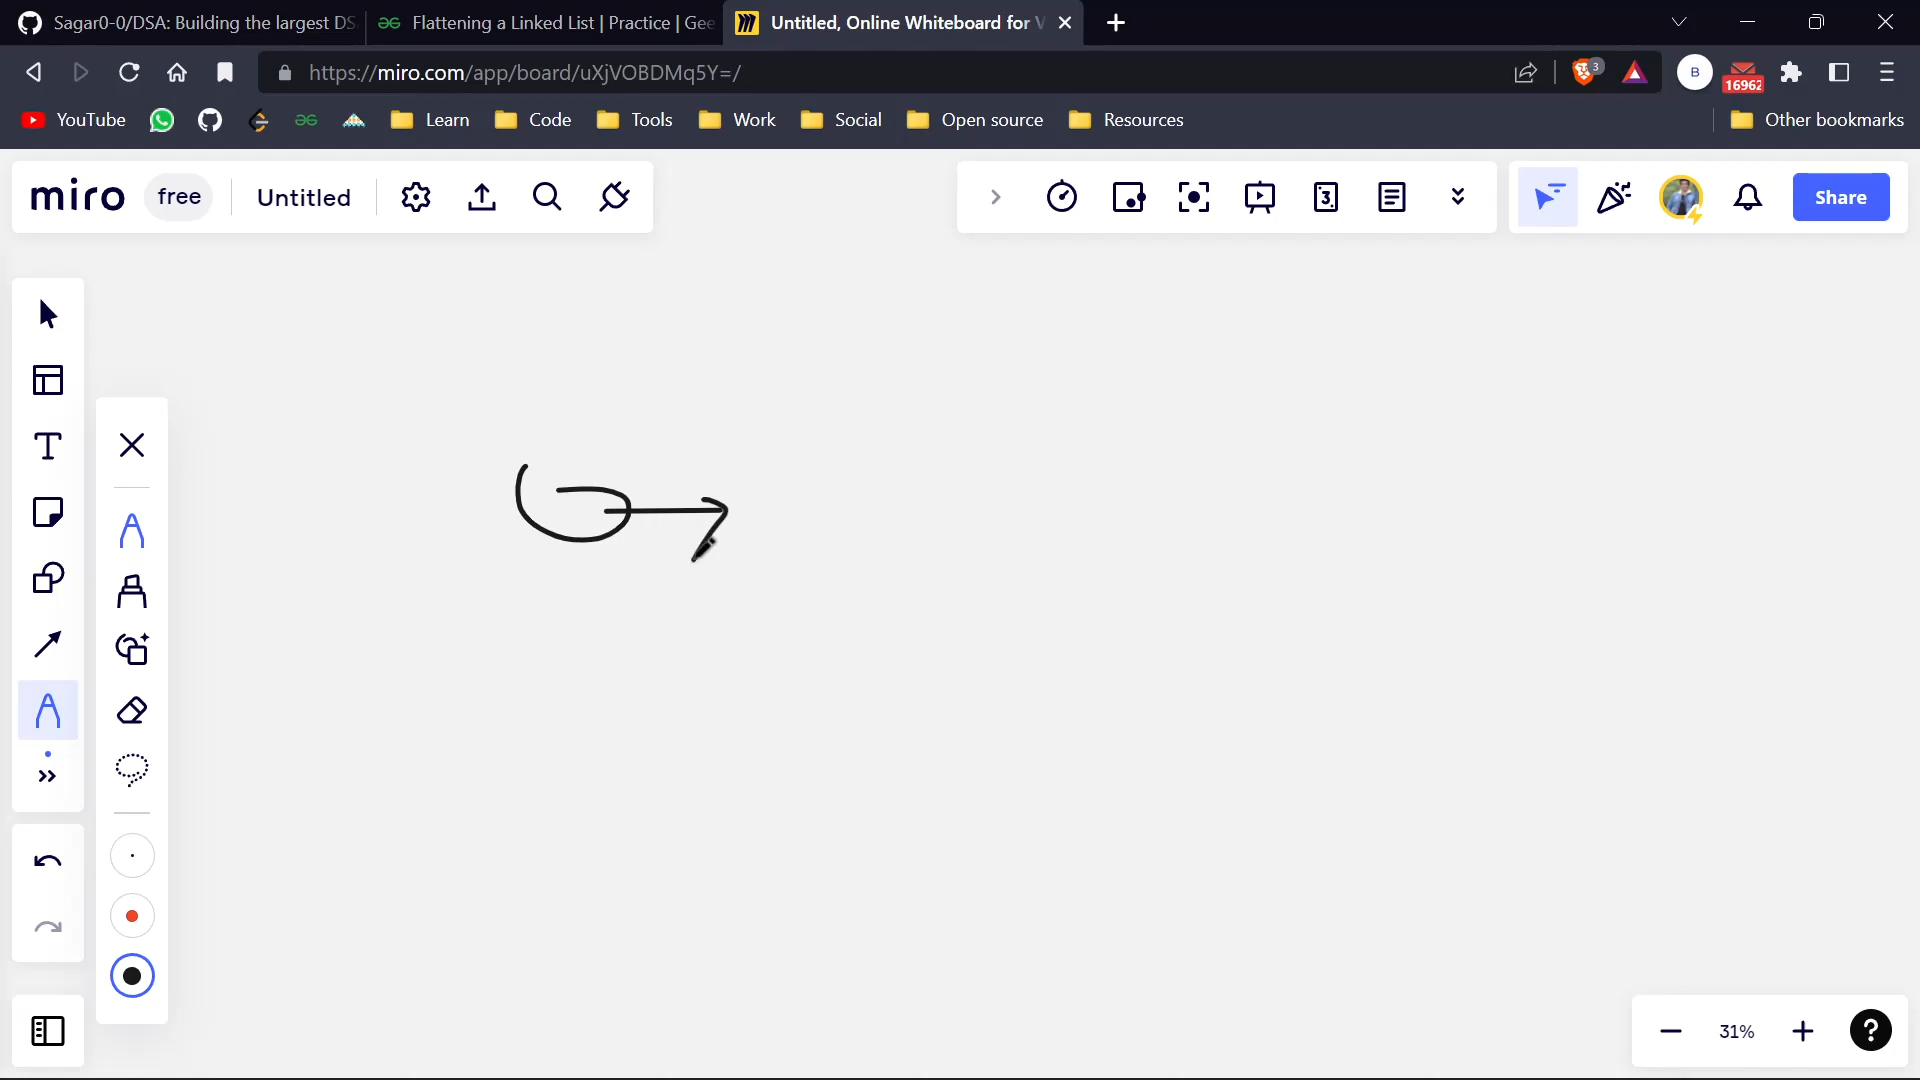 Sagar0-0/DSA: Building the largest DS
Flattening a Linked List | Practice | Gee
Untitled, Online Whiteboard for V
https://miro.com/app/board/uXjVOBDMq5Y=/
3
B
16962
YouTube
Learn
Code
Tools
Work
Social
Open source
Resources
Other bookmarks
miro
free
Untitled
3
Share
31%
?